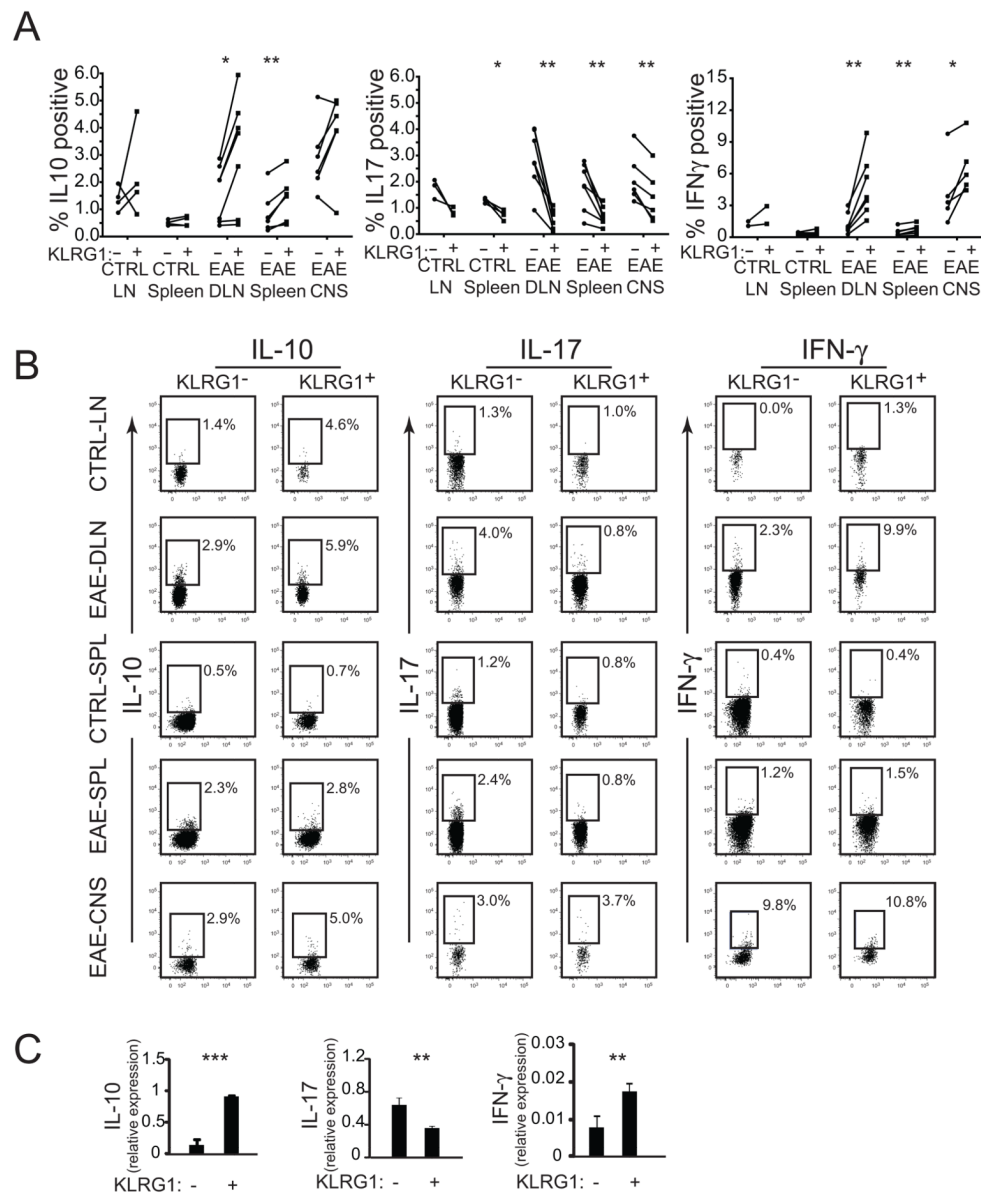 A
* **
% IL10 positive
6.0
5.0
4.0
3.0
2.0
1.0
0.0
KLRG1: – + – + – + – + – +
CTRL CTRL EAE EAE EAE
LN Spleen DLN Spleen CNS
* ** ** **
% IL17 positive
6.0
5.0
4.0
3.0
2.0
1.0
0.0
KLRG1: – + – + – + – + – +
CTRL CTRL EAE EAE EAE
LN Spleen DLN Spleen CNS
** ** *
% IFNγ positive
15
12
9
6
3
0
KLRG1: – + – + – + – + – +
CTRL CTRL EAE EAE EAE
LN Spleen DLN Spleen CNS
B
IL-10 IL-17 IFN-γ
KLRG1- KLRG1+ KLRG1- KLRG1+ KLRG1- KLRG1+
CTRL-LN
1.4% 4.6% 1.3% 1.0% 0.0% 1.3%
EAE-DLN
2.9% 5.9% 4.0% 0.8% 2.3% 9.9%
CTRL-SPL
IL-10 IL-17 IFN-γ
0.5% 0.7% 1.2% 0.8% 0.4% 0.4%
EAE-SPL
2.3% 2.8% 2.4% 0.8% 1.2% 1.5%
EAE-CNS
2.9% 5.0% 3.0% 3.7% 9.8% 10.8%
C
IL-10
(relative expression)
***
1.5
1
0.5
0
KLRG1: - +
IL-17
(relative expression)
**
1.2
0.8
0.4
0
KLRG1: - +
IFN-γ
(relative expression)
**
0.03
0.02
0.01
0
KLRG1: - +